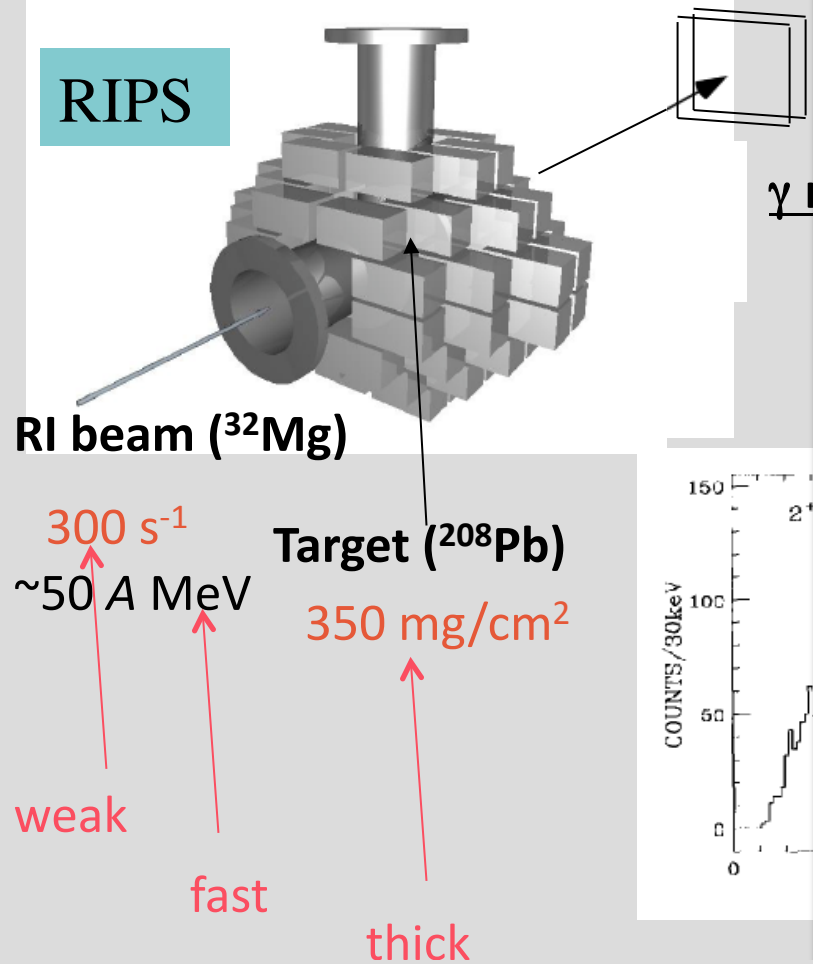 RIPS
γ
RI beam (³²Mg)
300 s⁻¹
~50 A MeV
Target (²⁰⁸Pb)
350 mg/cm²
weak
fast
thick
150
2⁺
100
50
0
0
COUNTS/30keV